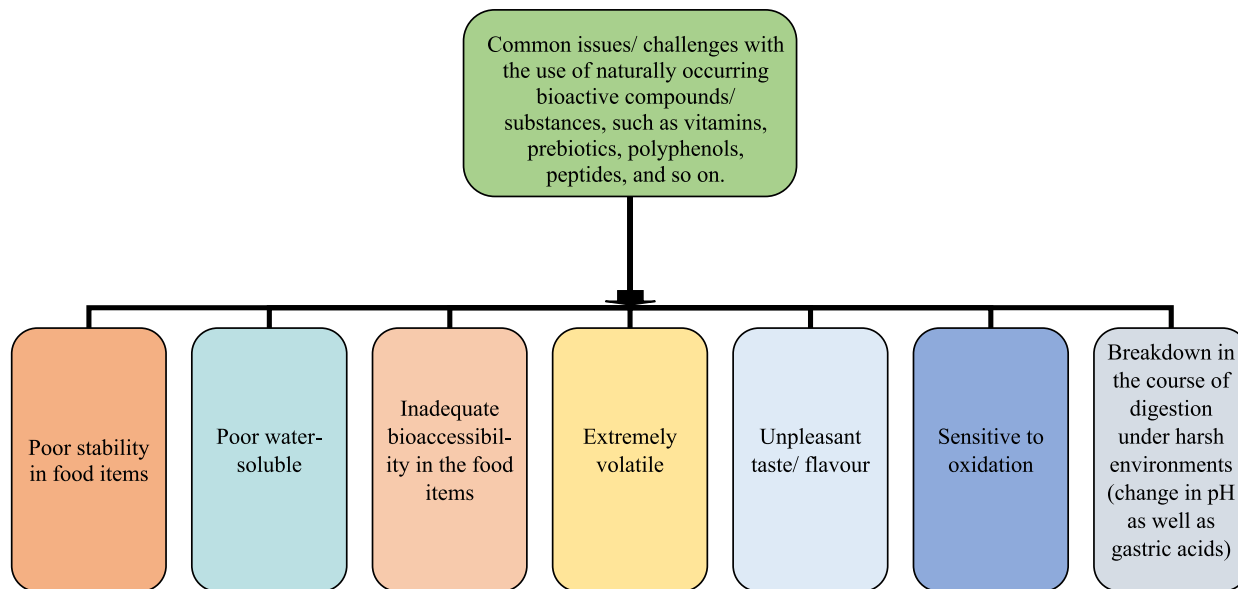 Common issues/ challenges with
the use of naturally occurring
bioactive compounds/
substances, such as vitamins,
prebiotics, polyphenols,
peptides, and so on.
Poor stability
in food items
Poor water-
soluble
Inadequate
bioaccessibil-
ity in the food
items
Extremely
volatile
Unpleasant
taste/ flavour
Sensitive to
oxidation
Breakdown in
the course of
digestion
under harsh
environments
(change in pH
as well as
gastric acids)